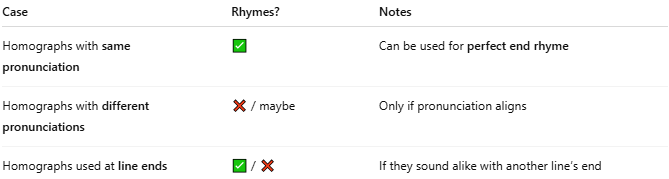 Case Rhymes? Notes
Homographs with same ✅ Can be used for perfect end rhyme
pronunciation
Homographs with different ❌ / maybe Only if pronunciation aligns
pronunciations
Homographs used at line ends ✅ / ❌ If they sound alike with another line's end